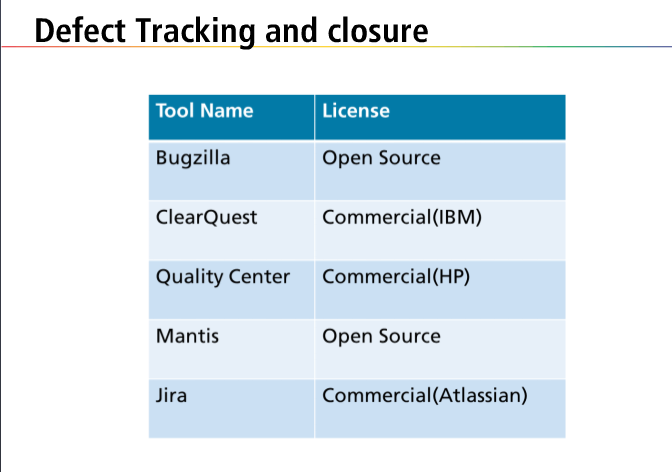 Defect Tracking and closure
Tool Name License
Bugzilla Open Source
ClearQuest Commercial(IBM)
Quality Center Commercial(HP)
Mantis Open Source
Jira Commercial(Atlassian)